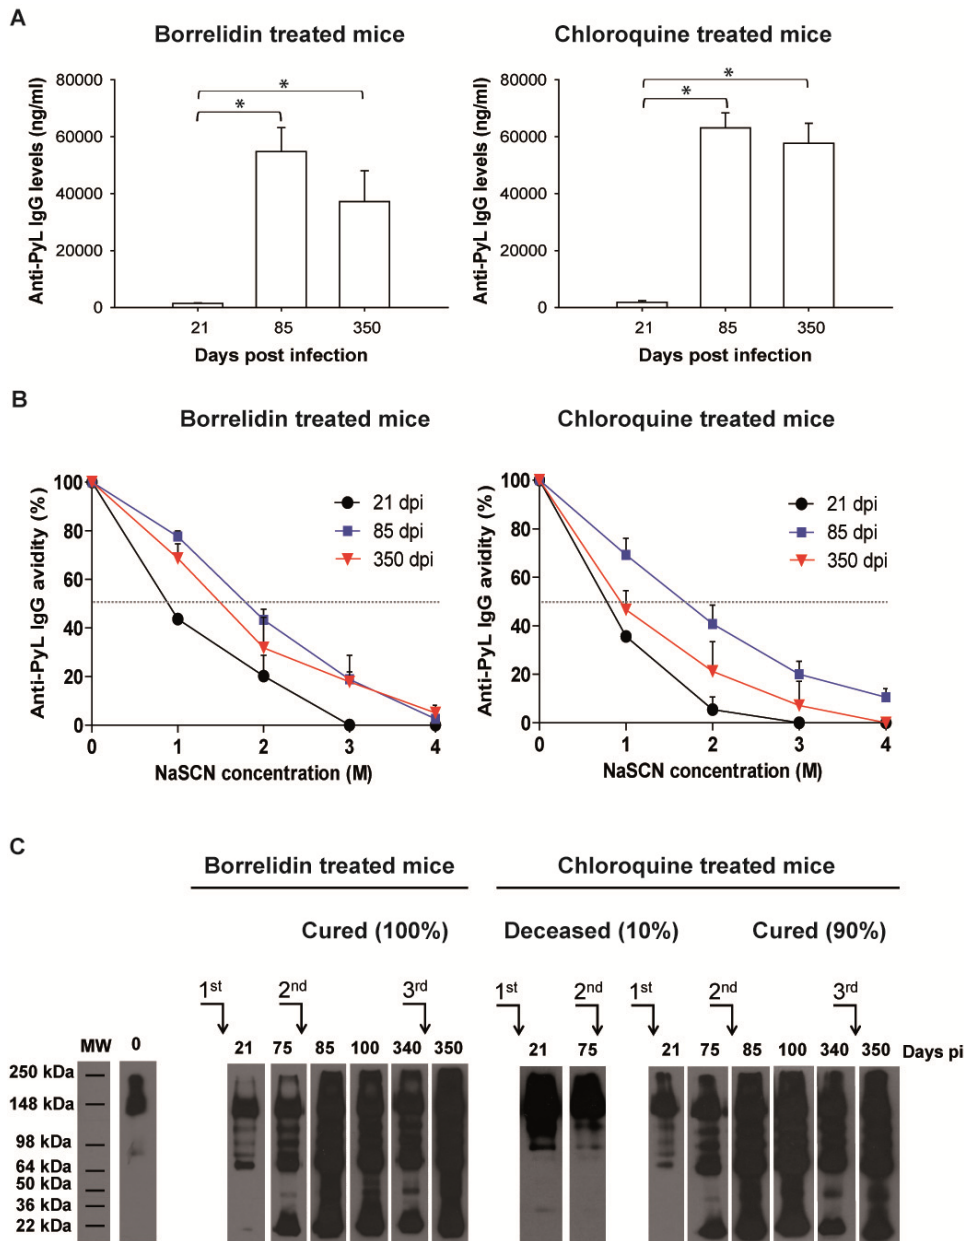 A
Borrelidin treated mice
Chloroquine treated mice
Anti-PyL IgG levels (ng/ml)
80000
60000
40000
20000
0
*
*
21 85 350
Days post infection
Anti-PyL IgG levels (ng/ml)
80000
60000
40000
20000
0
*
*
21 85 350
Days post infection
B
Borrelidin treated mice
Chloroquine treated mice
Anti-PyL IgG avidity (%)
100
80
60
40
20
0
21 dpi
85 dpi
350 dpi
0 1 2 3 4
NaSCN concentration (M)
Anti-PyL IgG avidity (%)
100
80
60
40
20
0
21 dpi
85 dpi
350 dpi
0 1 2 3 4
NaSCN concentration (M)
C
Borrelidin treated mice
Chloroquine treated mice
Cured (100%)
Deceased (10%)
Cured (90%)
1st 2nd 3rd 1st 2nd 1st 2nd 3rd
MW 0 21 75 85 100 340 350 21 75 21 75 85 100 340 350 Days pi
250 kDa
148 kDa
98 kDa
64 kDa
50 kDa
36 kDa
22 kDa